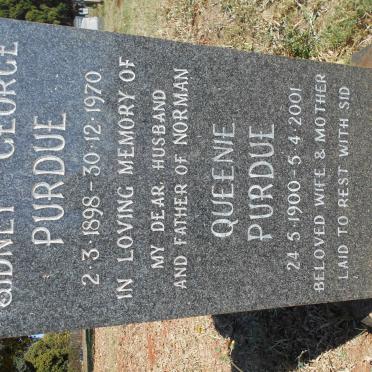 SIDNEY GEORGE
PURDUE
2·3·1898–30·12·1970
IN LOVING MEMORY OF
MY DEAR HUSBAND
AND FATHER OF NORMAN
QUEENIE
PURDUE
24·5·1900–5·4·2001
BELOVED WIFE & MOTHER
LAID TO REST WITH SID